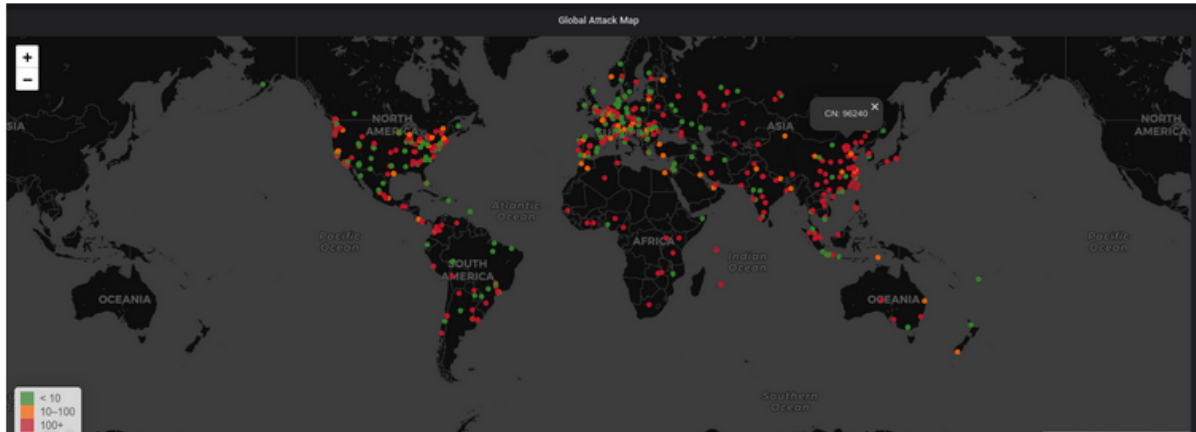 Global Attack Map
+
−
CN: 96240 ×
SIA
NORTH
AMERICA
ASIA
NORTH
AMERICA
Atlantic
Ocean
Pacific
Ocean
AFRICA
Indian
Ocean
Pacific
Ocean
SOUTH
AMERICA
OCEANIA
OCEANIA
Southern
Ocean
< 10
10–100
100+